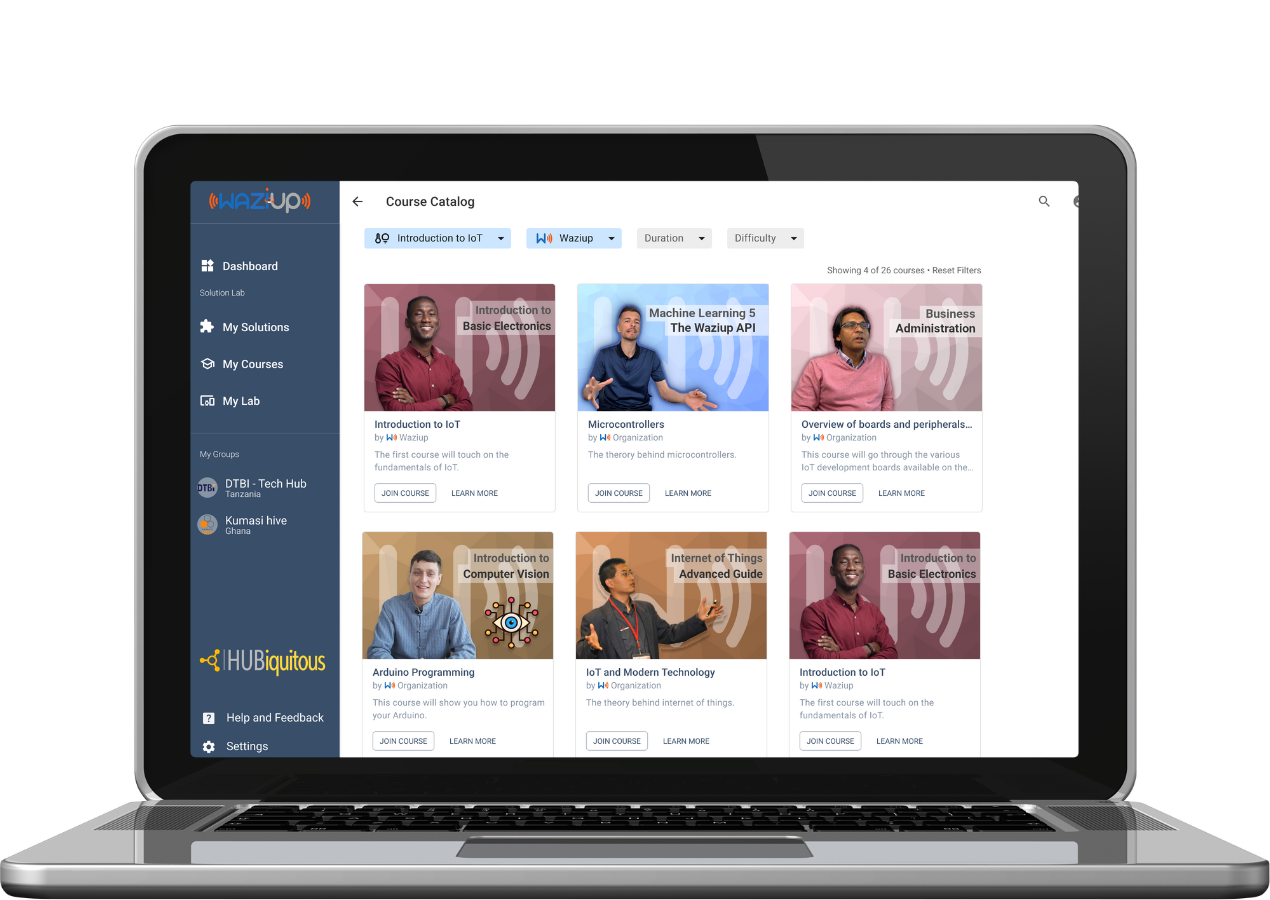 WAZIUP
Course Catalog
Introduction to IoT
Waziup
Duration
Difficulty
Showing 4 of 26 courses • Reset Filters
Dashboard
Solution Lab
My Solutions
My Courses
My Lab
My Groups
DTBi
DTBI - Tech Hub
Tanzania
Kumasi hive
Ghana
HUBiquitous
Help and Feedback
Settings
Introduction to
Basic Electronics
Introduction to IoT
by W Waziup
The first course will touch on the
fundamentals of IoT.
JOIN COURSE
LEARN MORE
Machine Learning 5
The Waziup API
Microcontrollers
by W Organization
The therory behind microcontrollers.
JOIN COURSE
LEARN MORE
Business
Administration
Overview of boards and peripherals...
by W Organization
This course will go through the various
IoT development boards available on the...
JOIN COURSE
LEARN MORE
Introduction to
Computer Vision
Arduino Programming
by W Organization
This course will show you how to program
your Arduino.
JOIN COURSE
LEARN MORE
Internet of Things
Advanced Guide
IoT and Modern Technology
by W Organization
The theory behind internet of things.
JOIN COURSE
LEARN MORE
Introduction to
Basic Electronics
Introduction to IoT
by W Waziup
The first course will touch on the
fundamentals of IoT.
JOIN COURSE
LEARN MORE